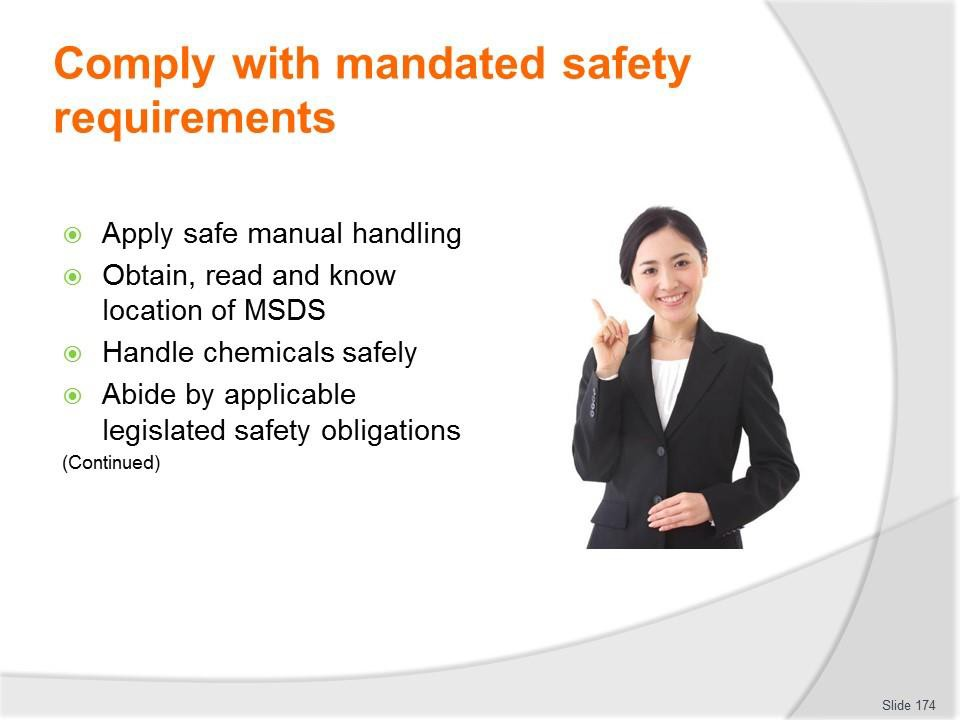 Comply with mandated safety
requirements
Apply safe manual handling
Obtain, read and know
location of MSDS
Handle chemicals safely
Abide by applicable
legislated safety obligations
(Continued)
Slide 174